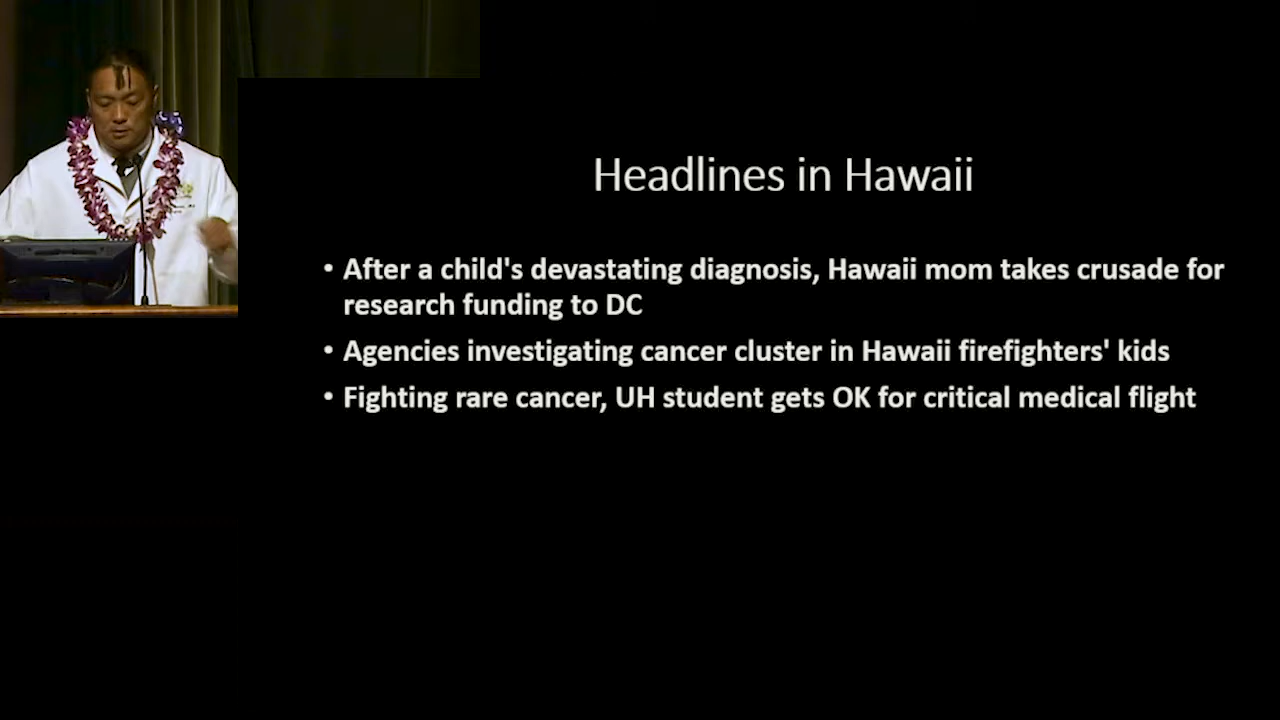 Headlines in Hawaii
• After a child's devastating diagnosis, Hawaii mom takes crusade for
research funding to DC
• Agencies investigating cancer cluster in Hawaii firefighters' kids
• Fighting rare cancer, UH student gets OK for critical medical flight